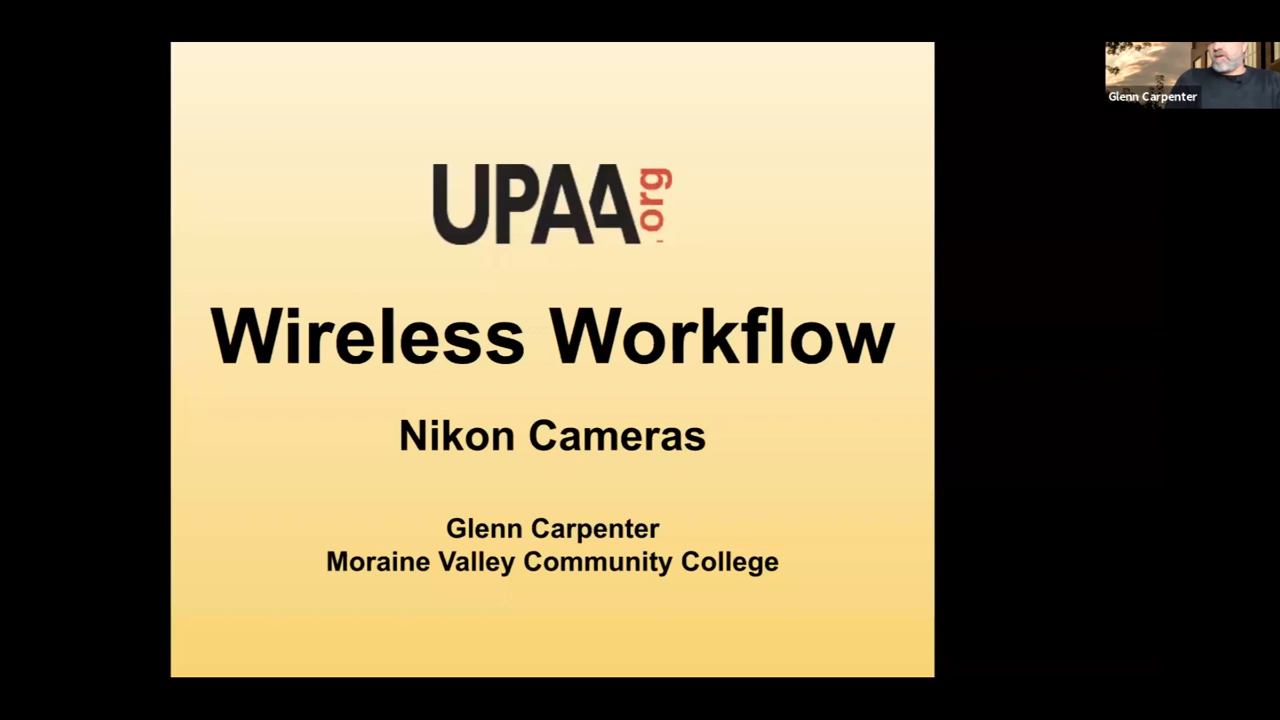 UPAA.org
Wireless Workflow
Nikon Cameras
Glenn Carpenter
Moraine Valley Community College
Glenn Carpenter